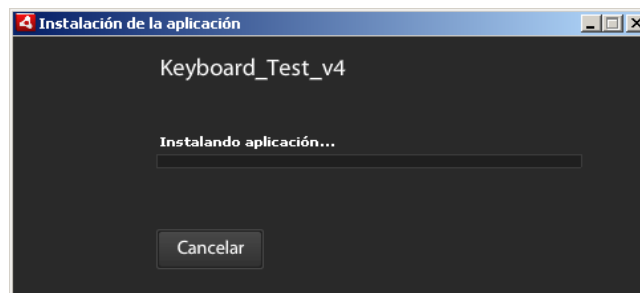 Instalación de la aplicación
Keyboard_Test_v4
Instalando aplicación...
Cancelar